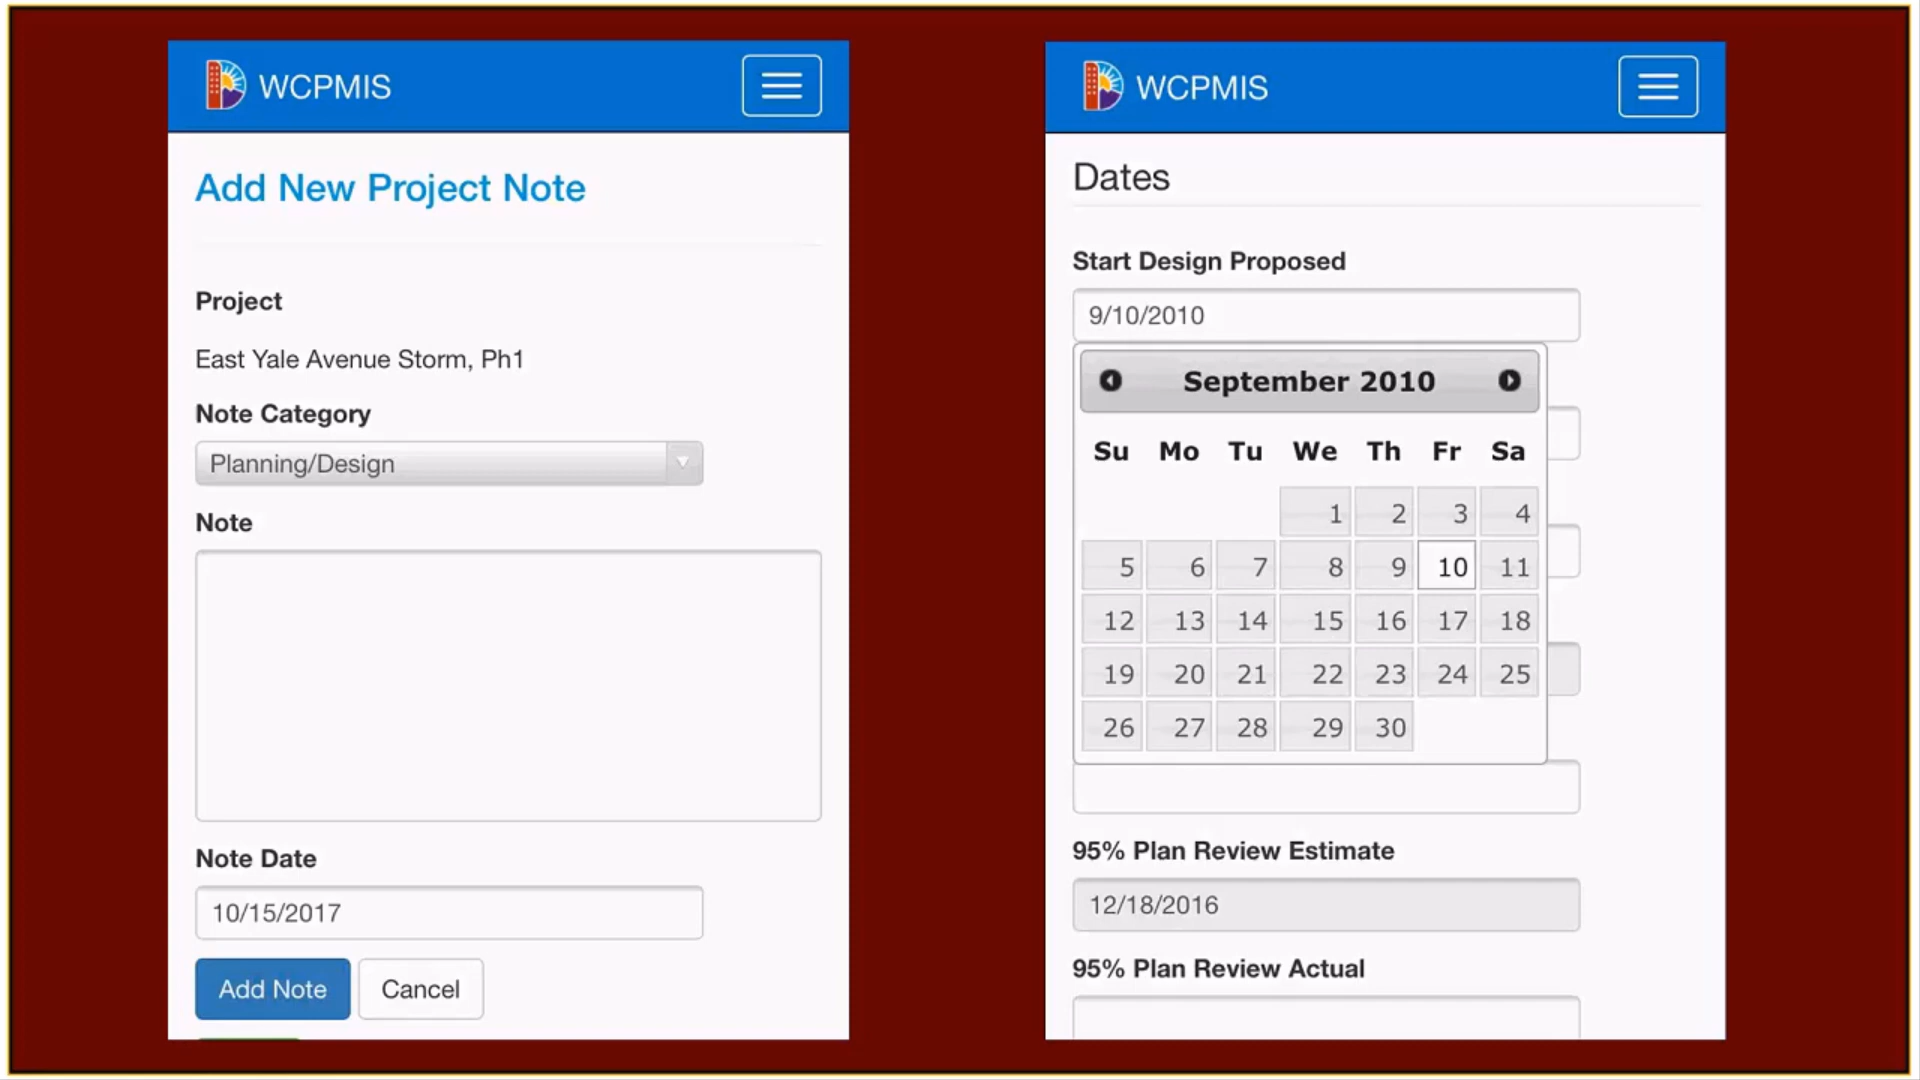 WCPMIS
Add New Project Note
Project
East Yale Avenue Storm, Ph1
Note Category
Planning/Design
Note
Note Date
10/15/2017
Add Note Cancel
WCPMIS
Dates
Start Design Proposed
9/10/2010
September 2010
Su Mo Tu We Th Fr Sa
1 2 3 4
5 6 7 8 9 10 11
12 13 14 15 16 17 18
19 20 21 22 23 24 25
26 27 28 29 30
95% Plan Review Estimate
12/18/2016
95% Plan Review Actual